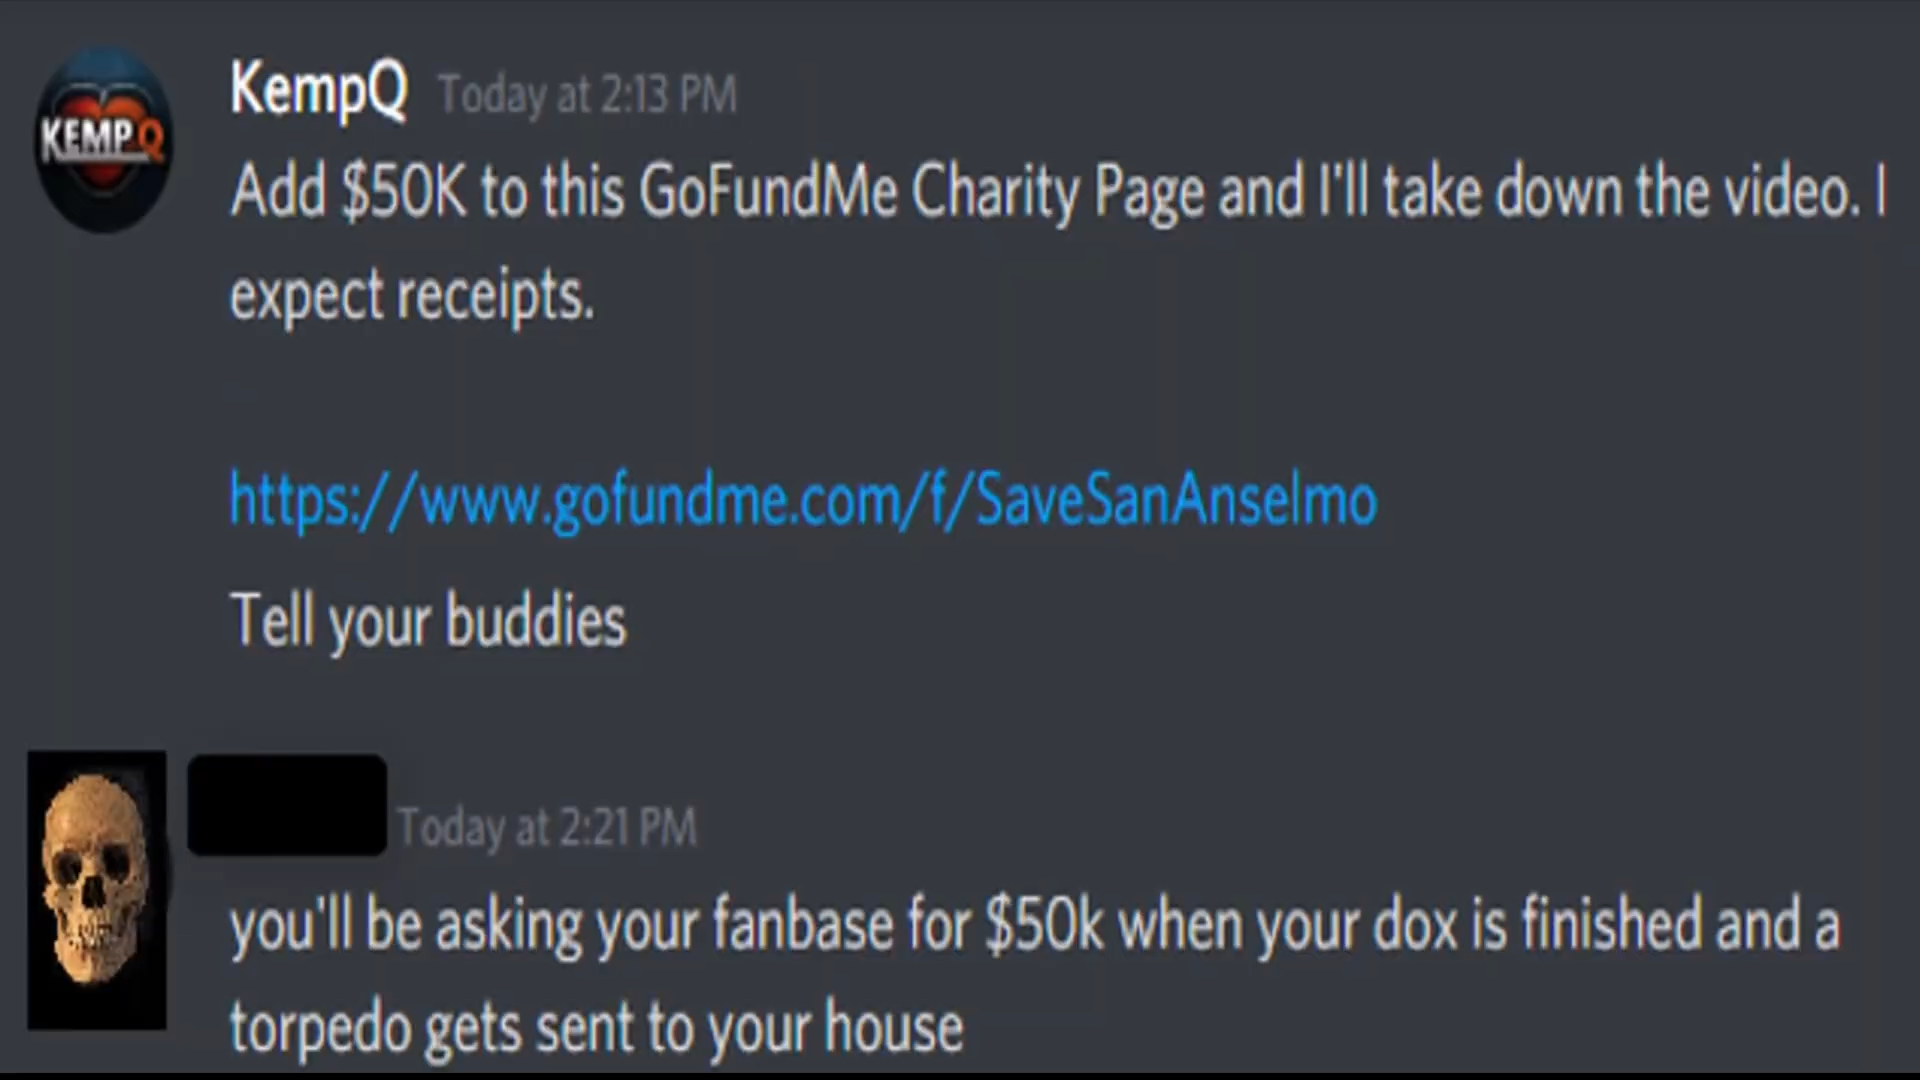 KEMPQ
KempQ Today at 2:13 PM
Add $50K to this GoFundMe Charity Page and I'll take down the video. I
expect receipts.
https://www.gofundme.com/f/SaveSanAnselmo
Tell your buddies
Today at 2:21 PM
you'll be asking your fanbase for $50k when your dox is finished and a
torpedo gets sent to your house